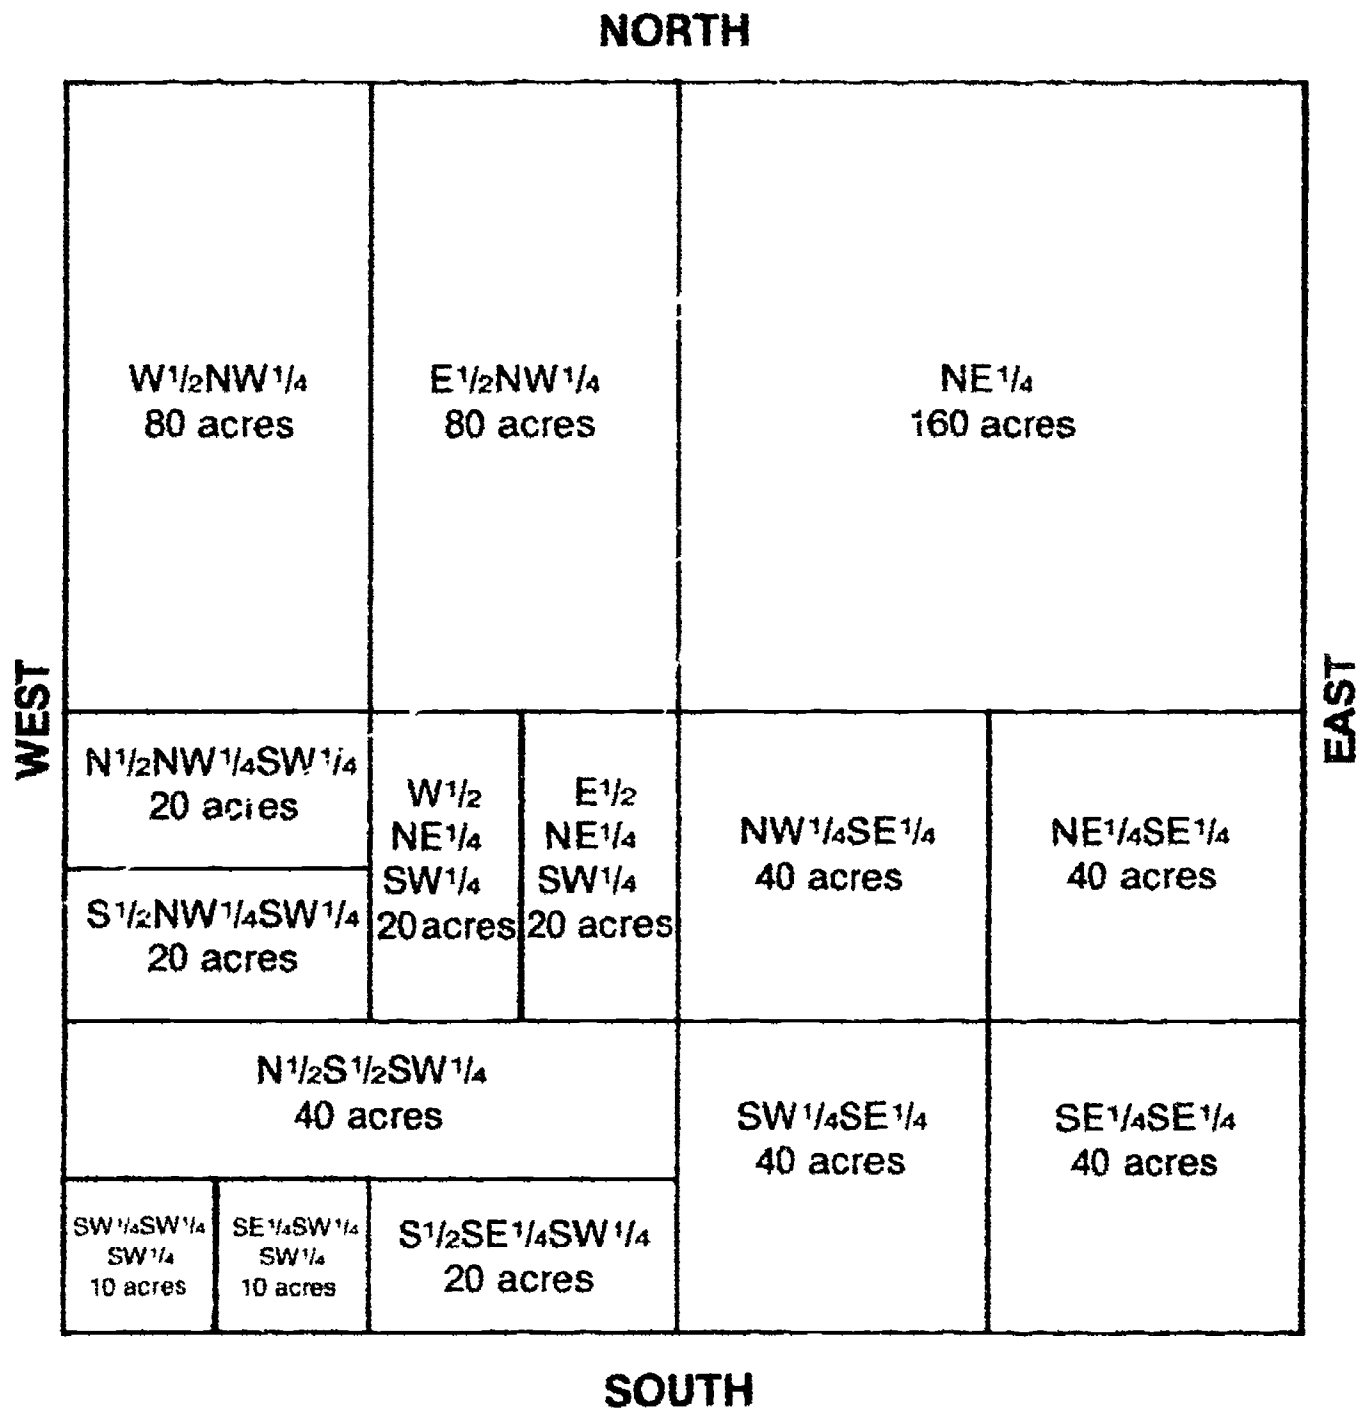 NORTH
W1/2NW1/4
80 acres
E1/2NW1/4
80 acres
NE1/4
160 acres
WEST
EAST
N1/2NW1/4SW1/4
20 acres
S1/2NW1/4SW1/4
20 acres
W1/2
NE1/4
SW1/4
20 acres
E1/2
NE1/4
SW1/4
20 acres
NW1/4SE1/4
40 acres
NE1/4SE1/4
40 acres
N1/2S1/2SW1/4
40 acres
SW1/4SE1/4
40 acres
SE1/4SE1/4
40 acres
SW1/4SW1/4
SW1/4
10 acres
SE1/4SW1/4
SW1/4
10 acres
S1/2SE1/4SW1/4
20 acres
SOUTH